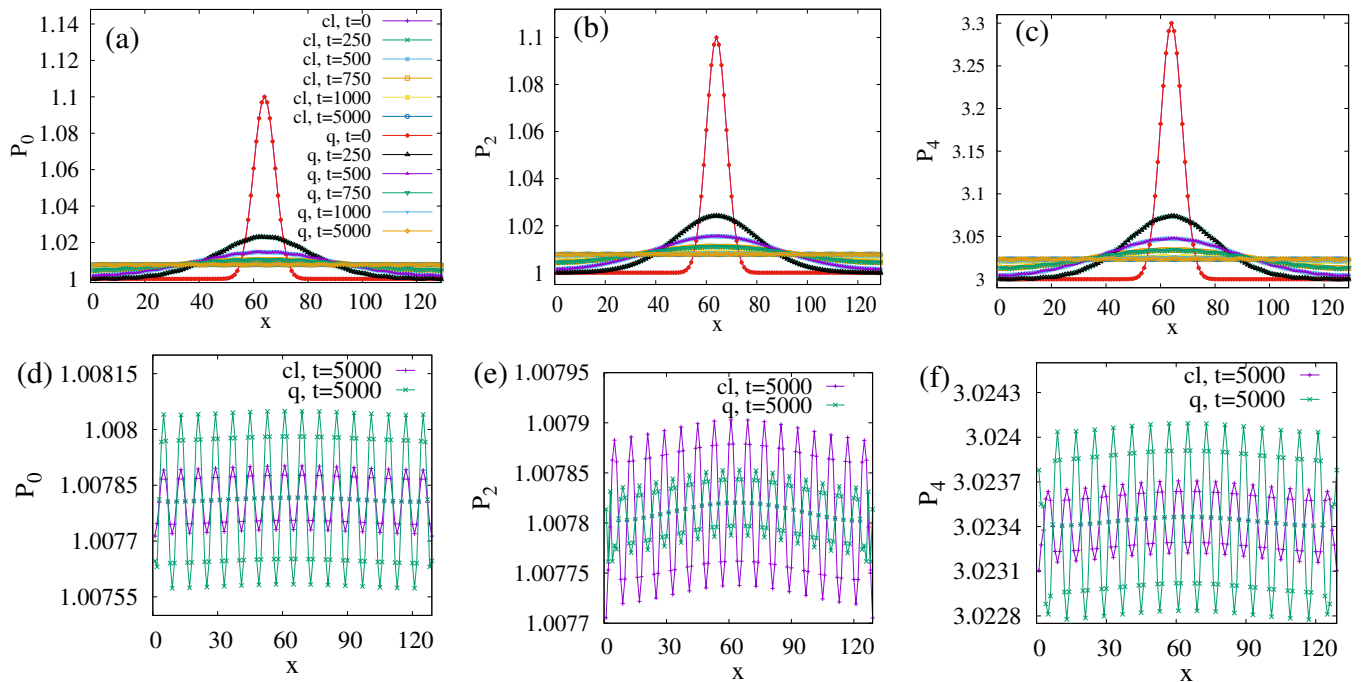 (a)
P0
1.14
1.12
1.1
1.08
1.06
1.04
1.02
1
cl, t=0
cl, t=250
cl, t=500
cl, t=750
cl, t=1000
cl, t=5000
q, t=0
q, t=250
q, t=500
q, t=750
q, t=1000
q, t=5000
0 20 40 60 80 100 120
x
(b)
P2
1.1
1.08
1.06
1.04
1.02
1
0 20 40 60 80 100 120
x
(c)
P4
3.3
3.25
3.2
3.15
3.1
3.05
3
0 20 40 60 80 100 120
x
(d)
P0
1.00815
1.008
1.00785
1.0077
1.00755
cl, t=5000
q, t=5000
0 30 60 90 120
x
(e)
P2
1.00795
1.0079
1.00785
1.0078
1.00775
1.0077
cl, t=5000
q, t=5000
0 30 60 90 120
x
(f)
P4
3.0243
3.024
3.0237
3.0234
3.0231
3.0228
cl, t=5000
q, t=5000
0 30 60 90 120
x